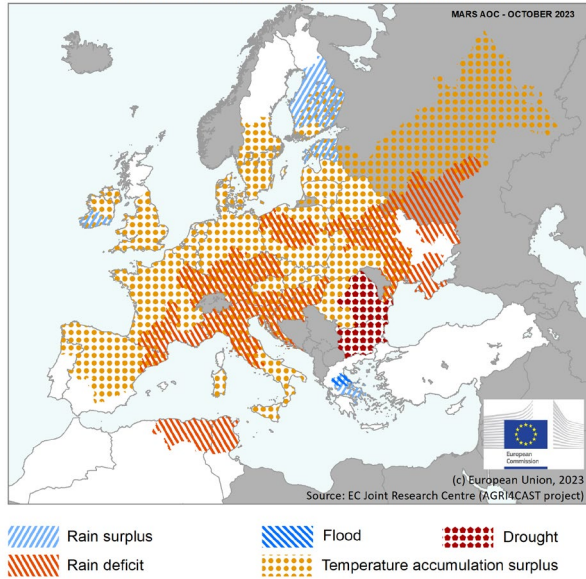 MARS AOC - OCTOBER 2023
European
Commission
(c) European Union, 2023
Source: EC Joint Research Centre (AGRI4CAST project)
Rain surplus
Flood
Drought
Rain deficit
Temperature accumulation surplus